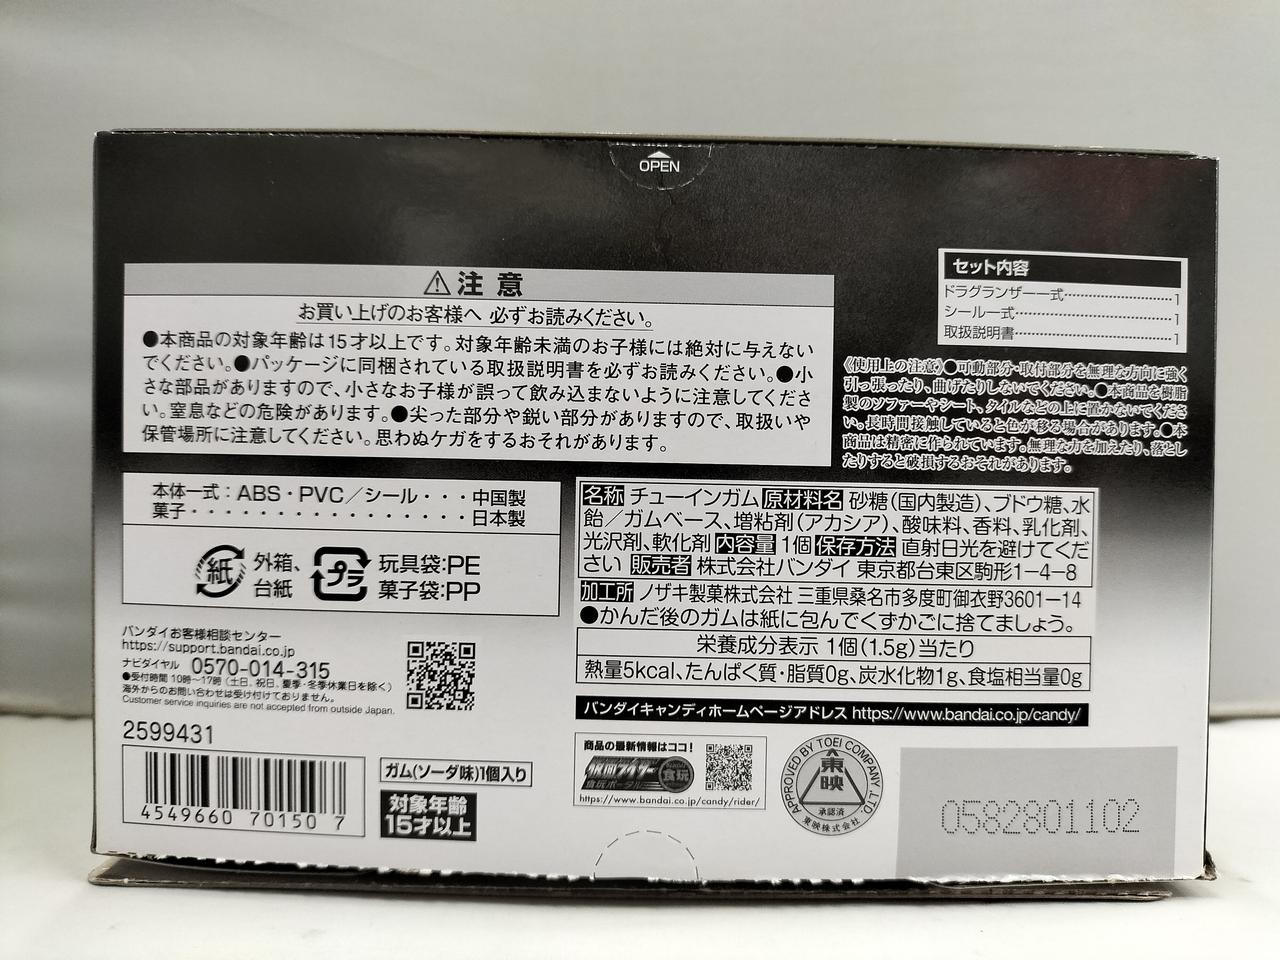 OPEN
⚠注意
お買い上げのお客様へ 必ずお読みください。
●本商品の対象年齢は15才以上です。対象年齢未満のお子様には絶対に与えない
でください。●パッケージに同梱されている取扱説明書を必ずお読みください。●小
さな部品がありますので、小さなお子様が誤って飲み込まないように注意してくださ
い。窒息などの危険があります。●尖った部分や鋭い部分がありますので、取扱いや
保管場所に注意してください。思わぬケガをするおそれがあります。
セット内容
ドラグランザー一式…………1
シール一式…………1
取扱説明書…………1
《使用上の注意》●可動部分・取付部分を無理な方向に強く
引っ張ったり、曲げたりしないでください。●本商品を樹脂
製のソファーやシート、タイルなどの上に置かないでくださ
い。長時間接触していると色が移る場合があります。●本
商品は精密に作られています。無理な力を加えたり、落とし
たりすると破損するおそれがあります。
本体一式：ABS・PVC／シール・・・中国製
菓子・・・・・・・・・・・・・・・・日本製
紙 外箱、台紙
プラ 玩具袋:PE
菓子袋:PP
名称 チューインガム 原材料名 砂糖(国内製造)、ブドウ糖、水
飴／ガムベース、増粘剤(アカシア)、酸味料、香料、乳化剤、
光沢剤、軟化剤 内容量 1個 保存方法 直射日光を避けてくだ
さい 販売者 株式会社バンダイ 東京都台東区駒形1-4-8
加工所 ノザキ製菓株式会社 三重県桑名市多度町御衣野3601-14
●かんだ後のガムは紙に包んでくずかごに捨てましょう。
栄養成分表示 1個(1.5g)当たり
熱量5kcal、たんぱく質・脂質0g、炭水化物1g、食塩相当量0g
バンダイキャンディホームページアドレス https://www.bandai.co.jp/candy/
バンダイお客様相談センター
https://support.bandai.co.jp
ナビダイヤル 0570-014-315
●受付時間 10時〜17時(土日、祝日、夏季・冬季休業日を除く)
海外からのお問い合わせは受け付けておりません。
Customer service inquiries are not accepted from outside Japan.
2599431
4549660 70150 7
ガム(ソーダ味)1個入り
対象年齢
15才以上
商品の最新情報はココ!
仮面ライダー
食玩ポータル
食玩
https://www.bandai.co.jp/candy/rider/
APPROVED BY TOEI COMPANY, LTD.
東映
承認済
東映株式会社
0582801102